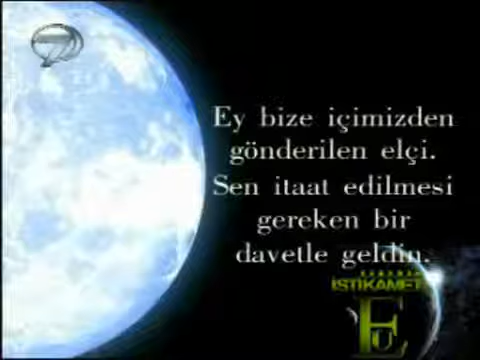 Ey bize içimizden
gönderilen elçi.
Sen itaat edilmesi
gereken bir
davetle geldin.
İSTİKAMET